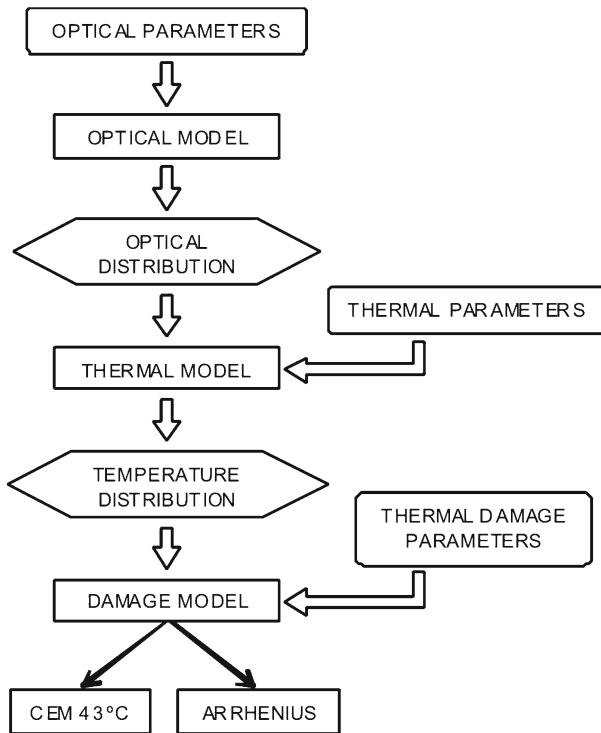 OPTICAL PARAMETERS
OPTICAL MODEL
OPTICAL
DISTRIBUTION
THERMAL PARAMETERS
THERMAL MODEL
TEMPERATURE
DISTRIBUTION
THERMAL DAMAGE
PARAMETERS
DAMAGE MODEL
CEM 43ºC
ARRHENIUS